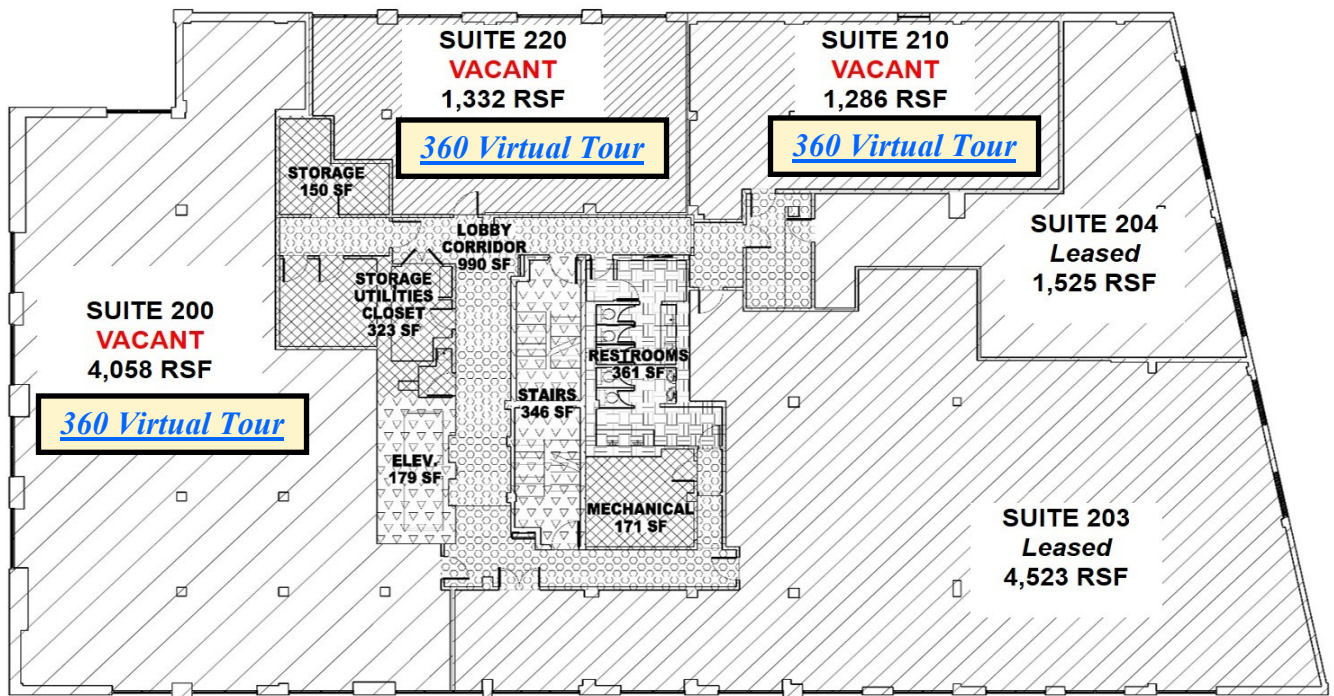 SUITE 220
VACANT
1,332 RSF
360 Virtual Tour
SUITE 210
VACANT
1,286 RSF
360 Virtual Tour
STORAGE
150 SF
LOBBY
CORRIDOR
990 SF
SUITE 204
Leased
1,525 RSF
STORAGE
UTILITIES
CLOSET
323 SF
SUITE 200
VACANT
4,058 RSF
360 Virtual Tour
RESTROOMS
361 SF
STAIRS
346 SF
ELEV.
179 SF
MECHANICAL
171 SF
SUITE 203
Leased
4,523 RSF